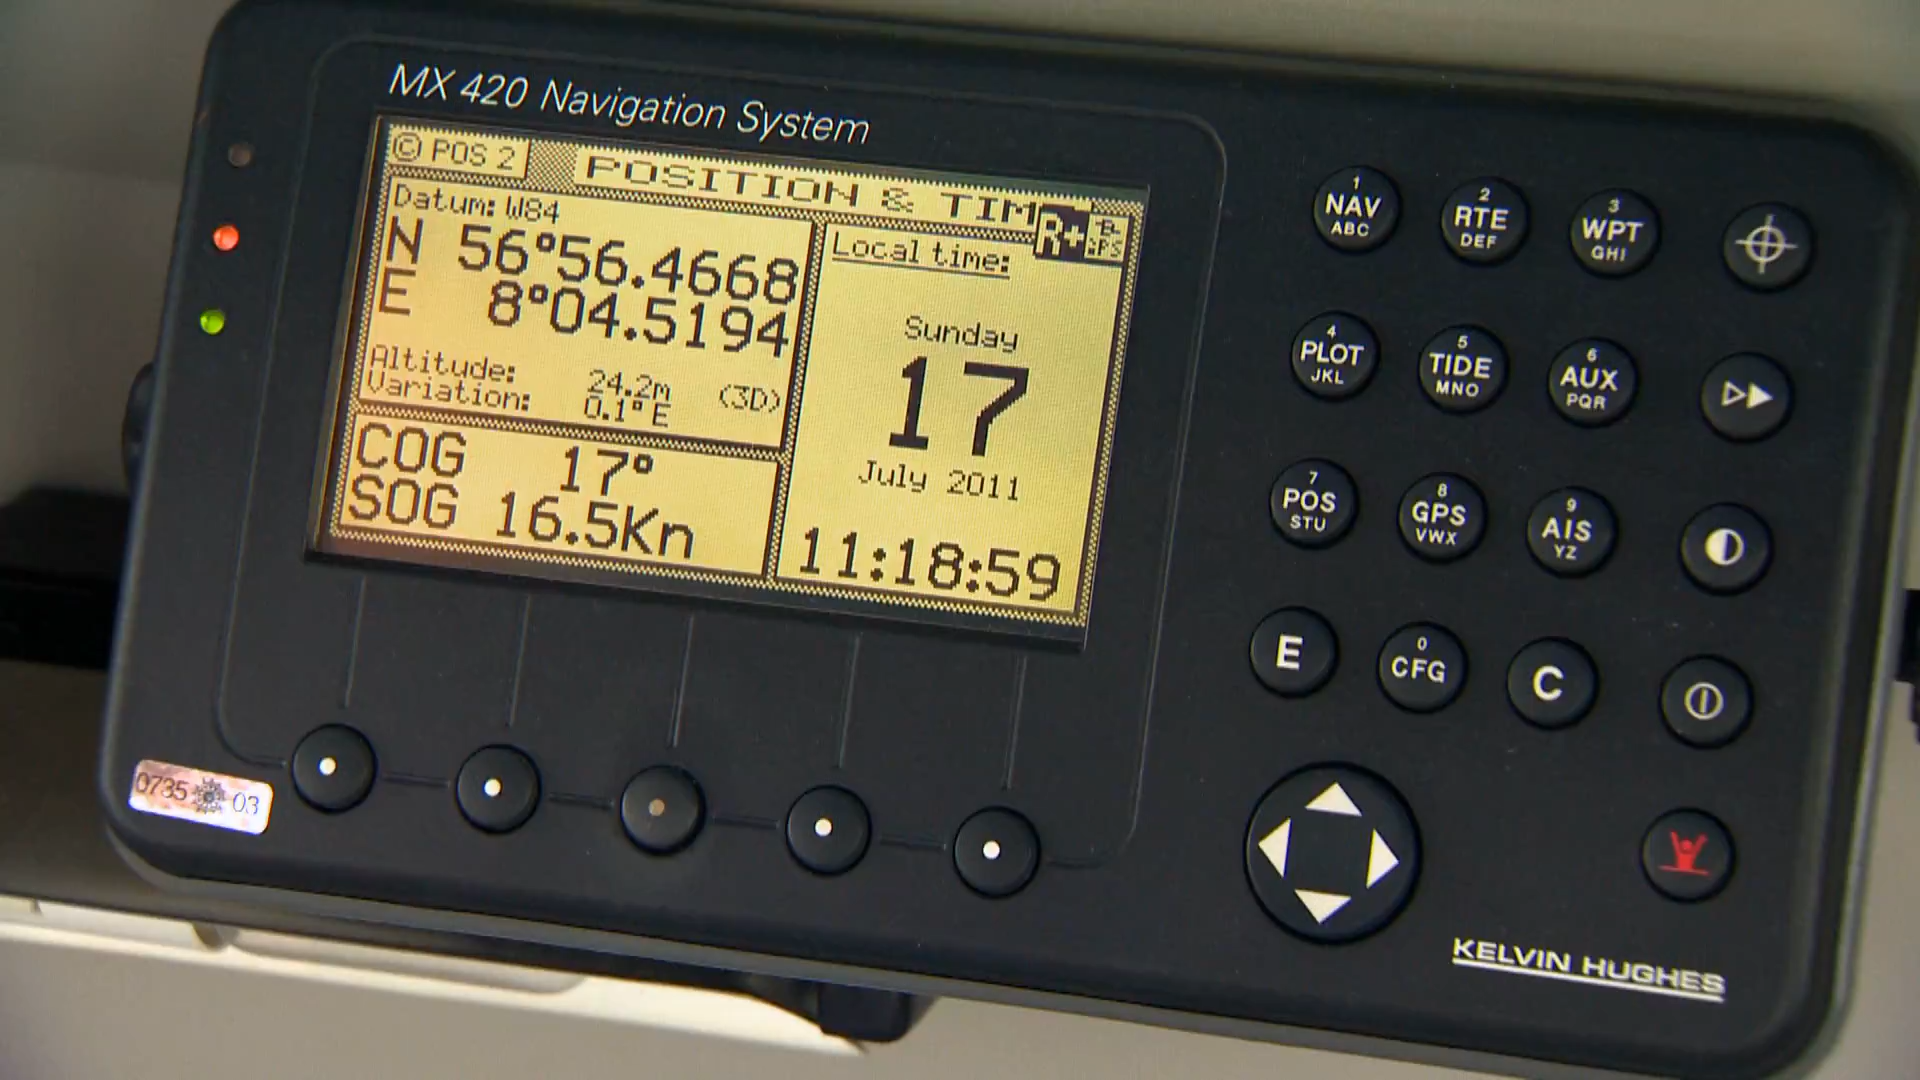 MX 420 Navigation System
© POS 2
POSITION & TIM
R+
GPS
Datum: W84
N 56°56.4668
E 8°04.5194
Altitude: 24.2m (3D)
Variation: 0.1° E
COG 17°
SOG 16.5Kn
Local time:
Sunday
17
July 2011
11:18:59
1 NAV ABC
2 RTE DEF
3 WPT GHI
4 PLOT JKL
5 TIDE MNO
6 AUX PQR
7 POS STU
8 GPS VWX
9 AIS YZ
E
0 CFG
C
0735 03
KELVIN HUGHES